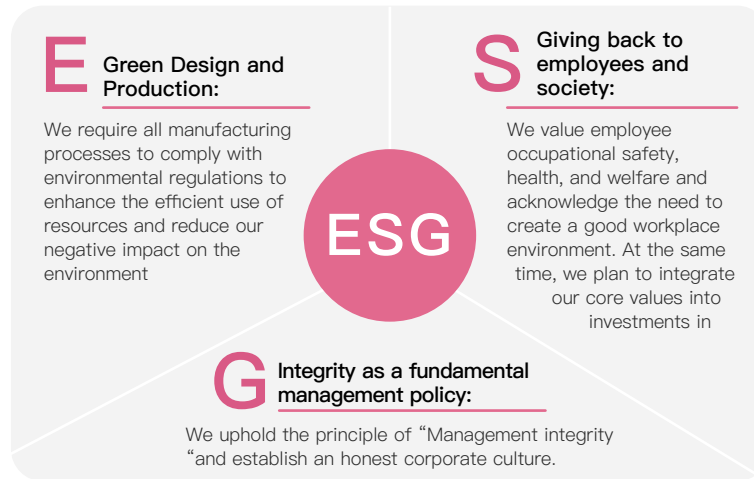 E
Green Design and
Production:
We require all manufacturing
processes to comply with
environmental regulations to
enhance the efficient use of
resources and reduce our
negative impact on the
environment
S
Giving back to
employees and
society:
We value employee
occupational safety,
health, and welfare and
acknowledge the need to
create a good workplace
environment. At the same
time, we plan to integrate
our core values into
investments in
ESG
G
Integrity as a fundamental
management policy:
We uphold the principle of “Management integrity
“and establish an honest corporate culture.